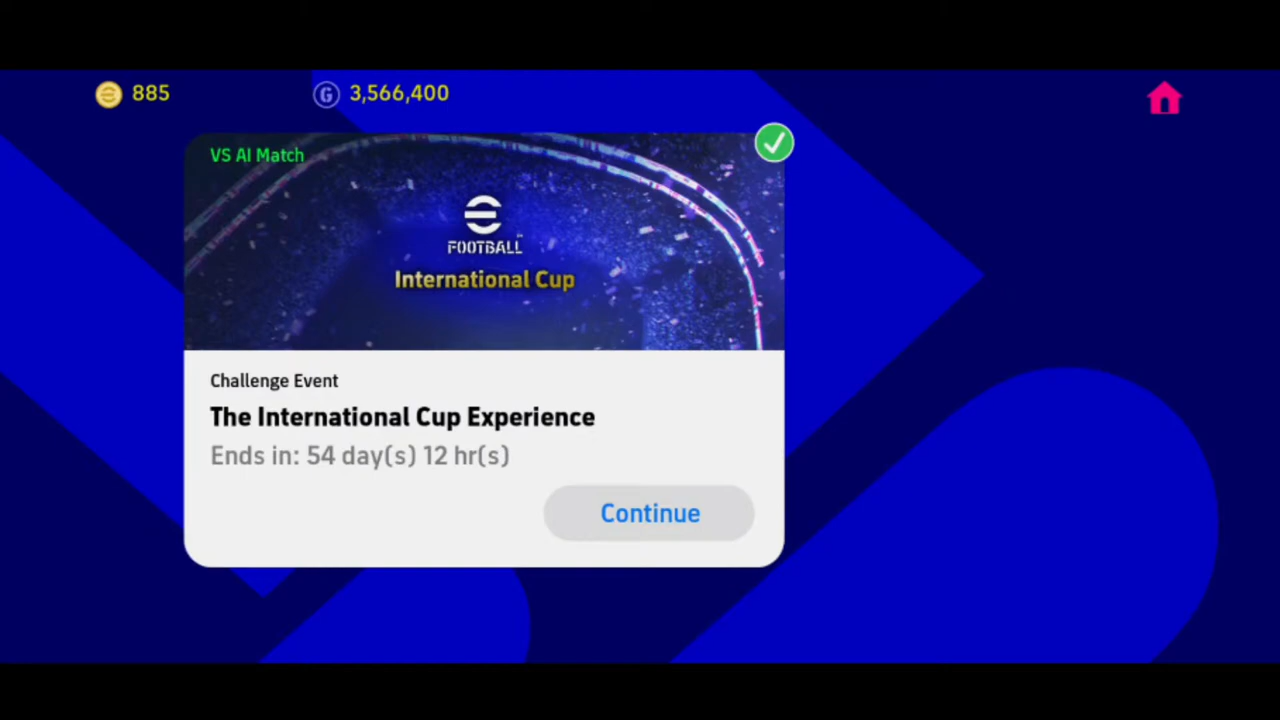 885
G 3,566,400
VS AI Match
FOOTBALL
International Cup
Challenge Event
The International Cup Experience
Ends in: 54 day(s) 12 hr(s)
Continue